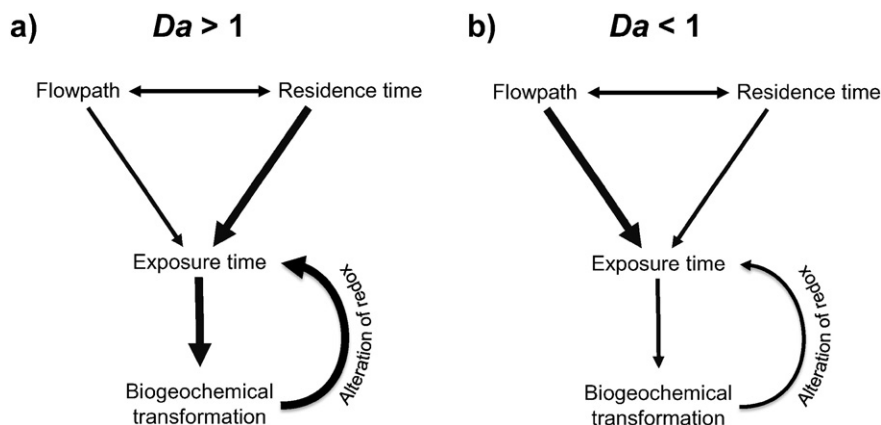 a) Da > 1
Flowpath Residence time
Exposure time
Alteration of redox
Biogeochemical
transformation
b) Da < 1
Flowpath Residence time
Exposure time
Alteration of redox
Biogeochemical
transformation